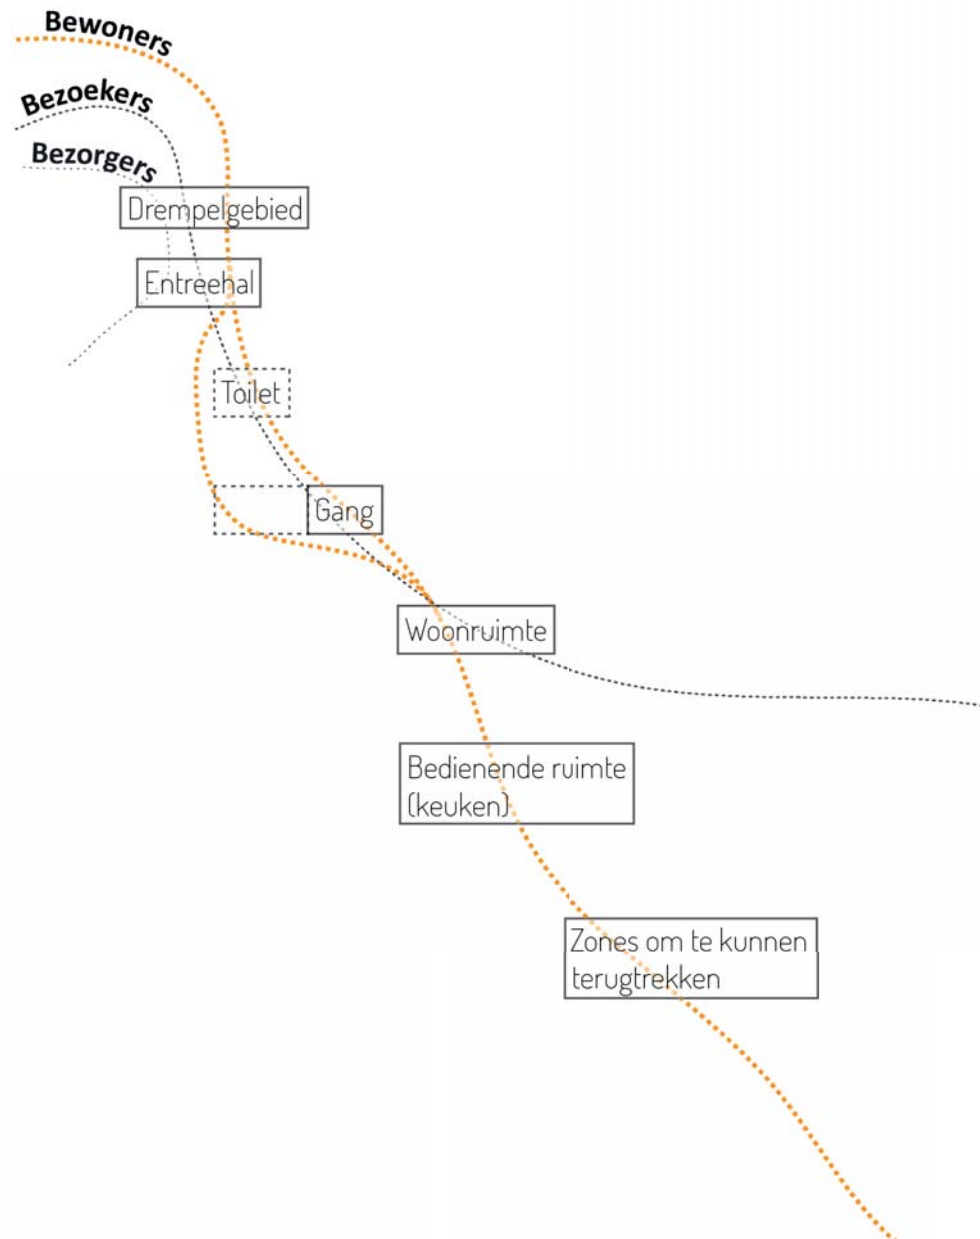 Bewoners
Bezoekers
Bezorgers
Drempelgebied
Entreehal
Toilet
Gang
Woonruimte
Bedienende ruimte
(keuken)
Zones om te kunnen
terugtrekken